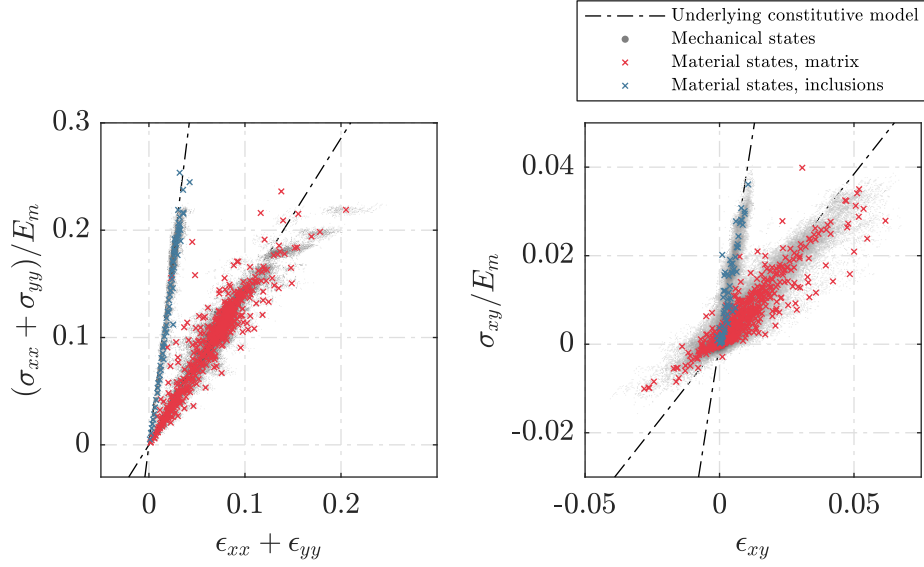 Underlying constitutive model
Mechanical states
Material states, matrix
Material states, inclusions
(σxx + σyy)/Em
0.3
0.2
0.1
0
0 0.1 0.2
ϵxx + ϵyy
σxy/Em
0.04
0.02
0
-0.02
-0.05 0 0.05
ϵxy